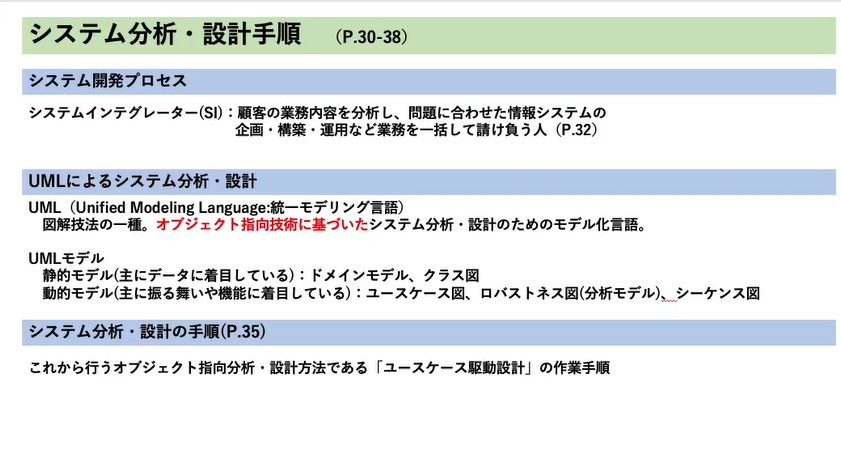 システム分析・設計手順　（P.30-38）
システム開発プロセス
システムインテグレーター(SI)：顧客の業務内容を分析し、問題に合わせた情報システムの
企画・構築・運用など業務を一括して請け負う人（P.32）
UMLによるシステム分析・設計
UML（Unified Modeling Language:統一モデリング言語）
図解技法の一種。オブジェクト指向技術に基づいたシステム分析・設計のためのモデル化言語。
UMLモデル
静的モデル(主にデータに着目している)：ドメインモデル、クラス図
動的モデル(主に振る舞いや機能に着目している)：ユースケース図、ロバストネス図(分析モデル)、シーケンス図
システム分析・設計の手順(P.35)
これから行うオブジェクト指向分析・設計方法である「ユースケース駆動設計」の作業手順